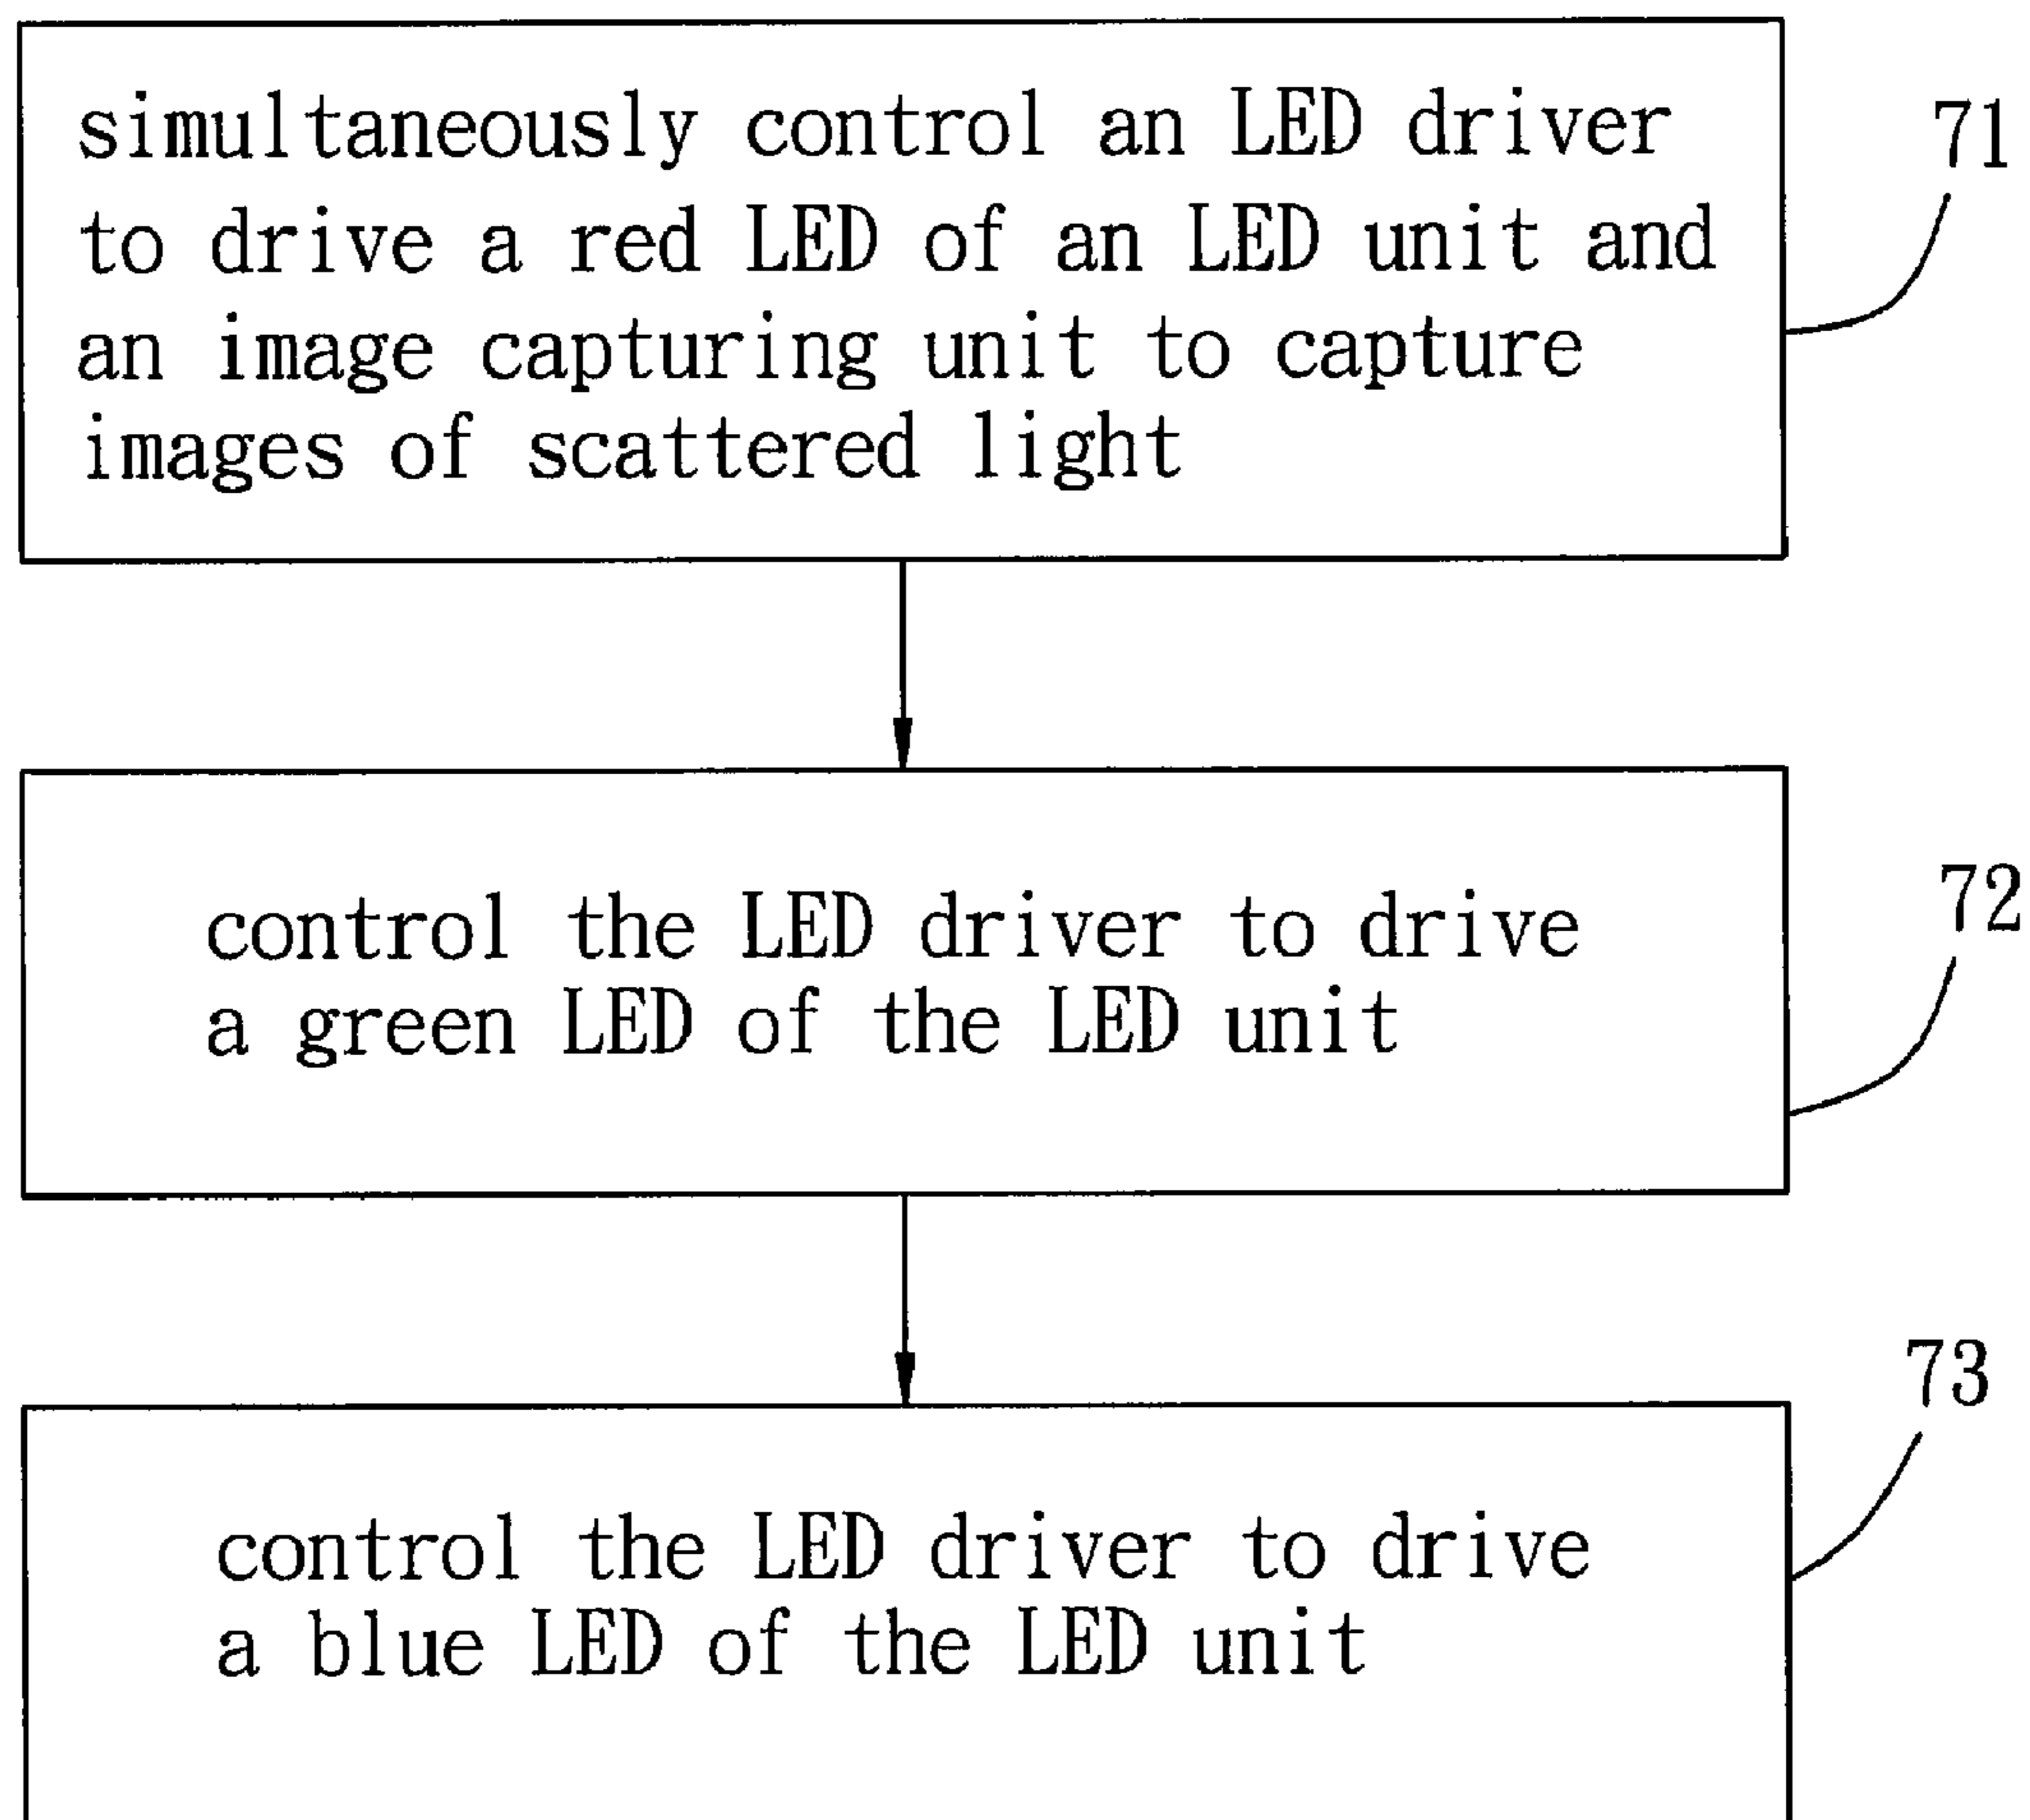 simultaneously control an LED driver
to drive a red LED of an LED unit and
an image capturing unit to capture
images of scattered light
71
control the LED driver to drive
a green LED of the LED unit
72
control the LED driver to drive
a blue LED of the LED unit
73